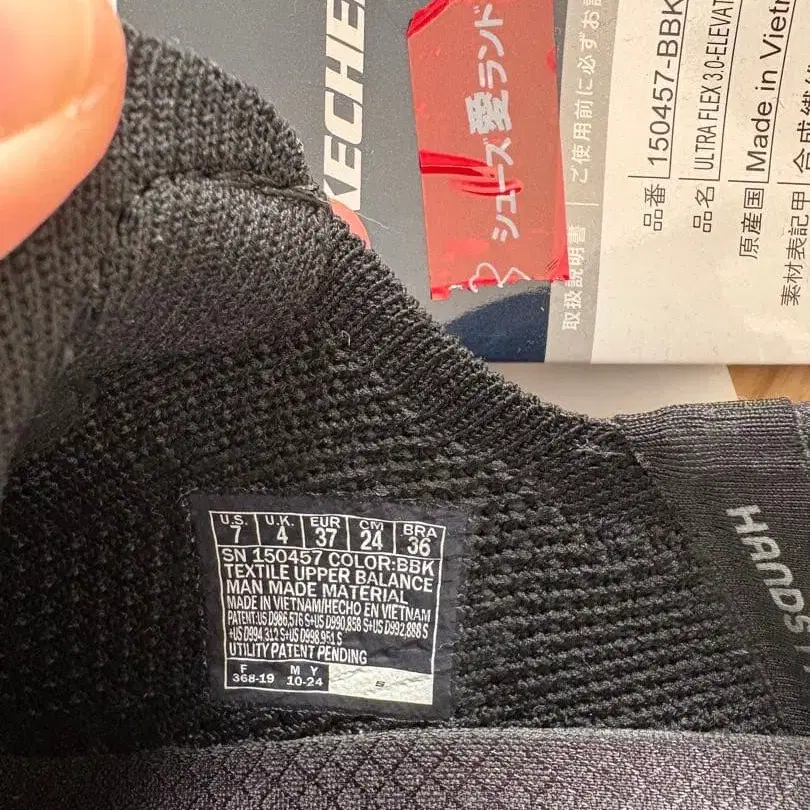 SKECHE
シューズ愛ランド
取扱説明書
ご使用前に必ずお
品番 150457-BBK
品名 ULTRA FLEX 3.0-ELEVAT
原産国 Made in Vietn
素材表記 甲 合成繊
HANDS
U.S. U.K. EUR CM BRA
7 4 37 24 36
SN 150457 COLOR:BBK
TEXTILE UPPER BALANCE
MAN MADE MATERIAL
MADE IN VIETNAM/HECHO EN VIETNAM
PATENT:US D986,576 S+US D990,858 S+US D992,888 S
+US D994,312 S+US D998,951 S
UTILITY PATENT PENDING
F M Y
368-19 10-24
S